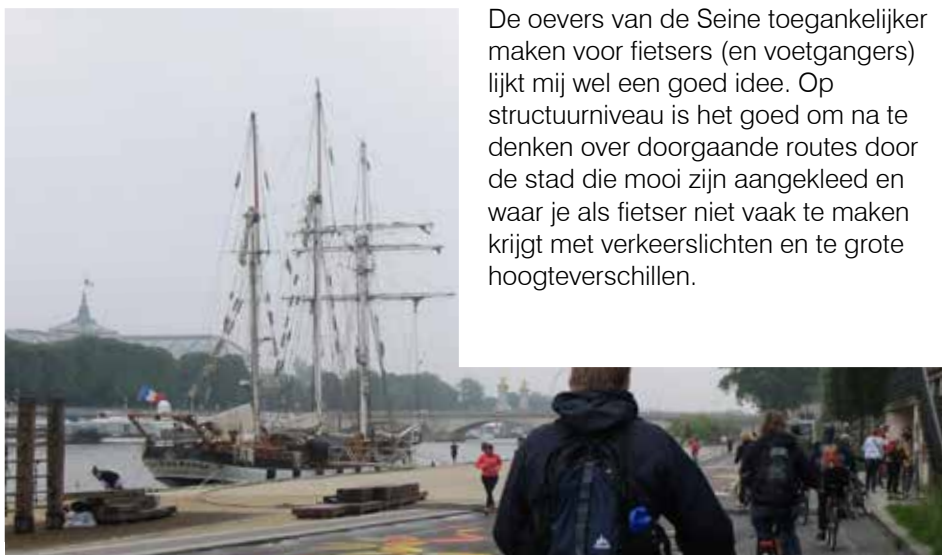 De oevers van de Seine toegankelijker
maken voor fietsers (en voetgangers)
lijkt mij wel een goed idee. Op
structuurniveau is het goed om na te
denken over doorgaande routes door
de stad die mooi zijn aangekleed en
waar je als fietser niet vaak te maken
krijgt met verkeerslichten en te grote
hoogteverschillen.